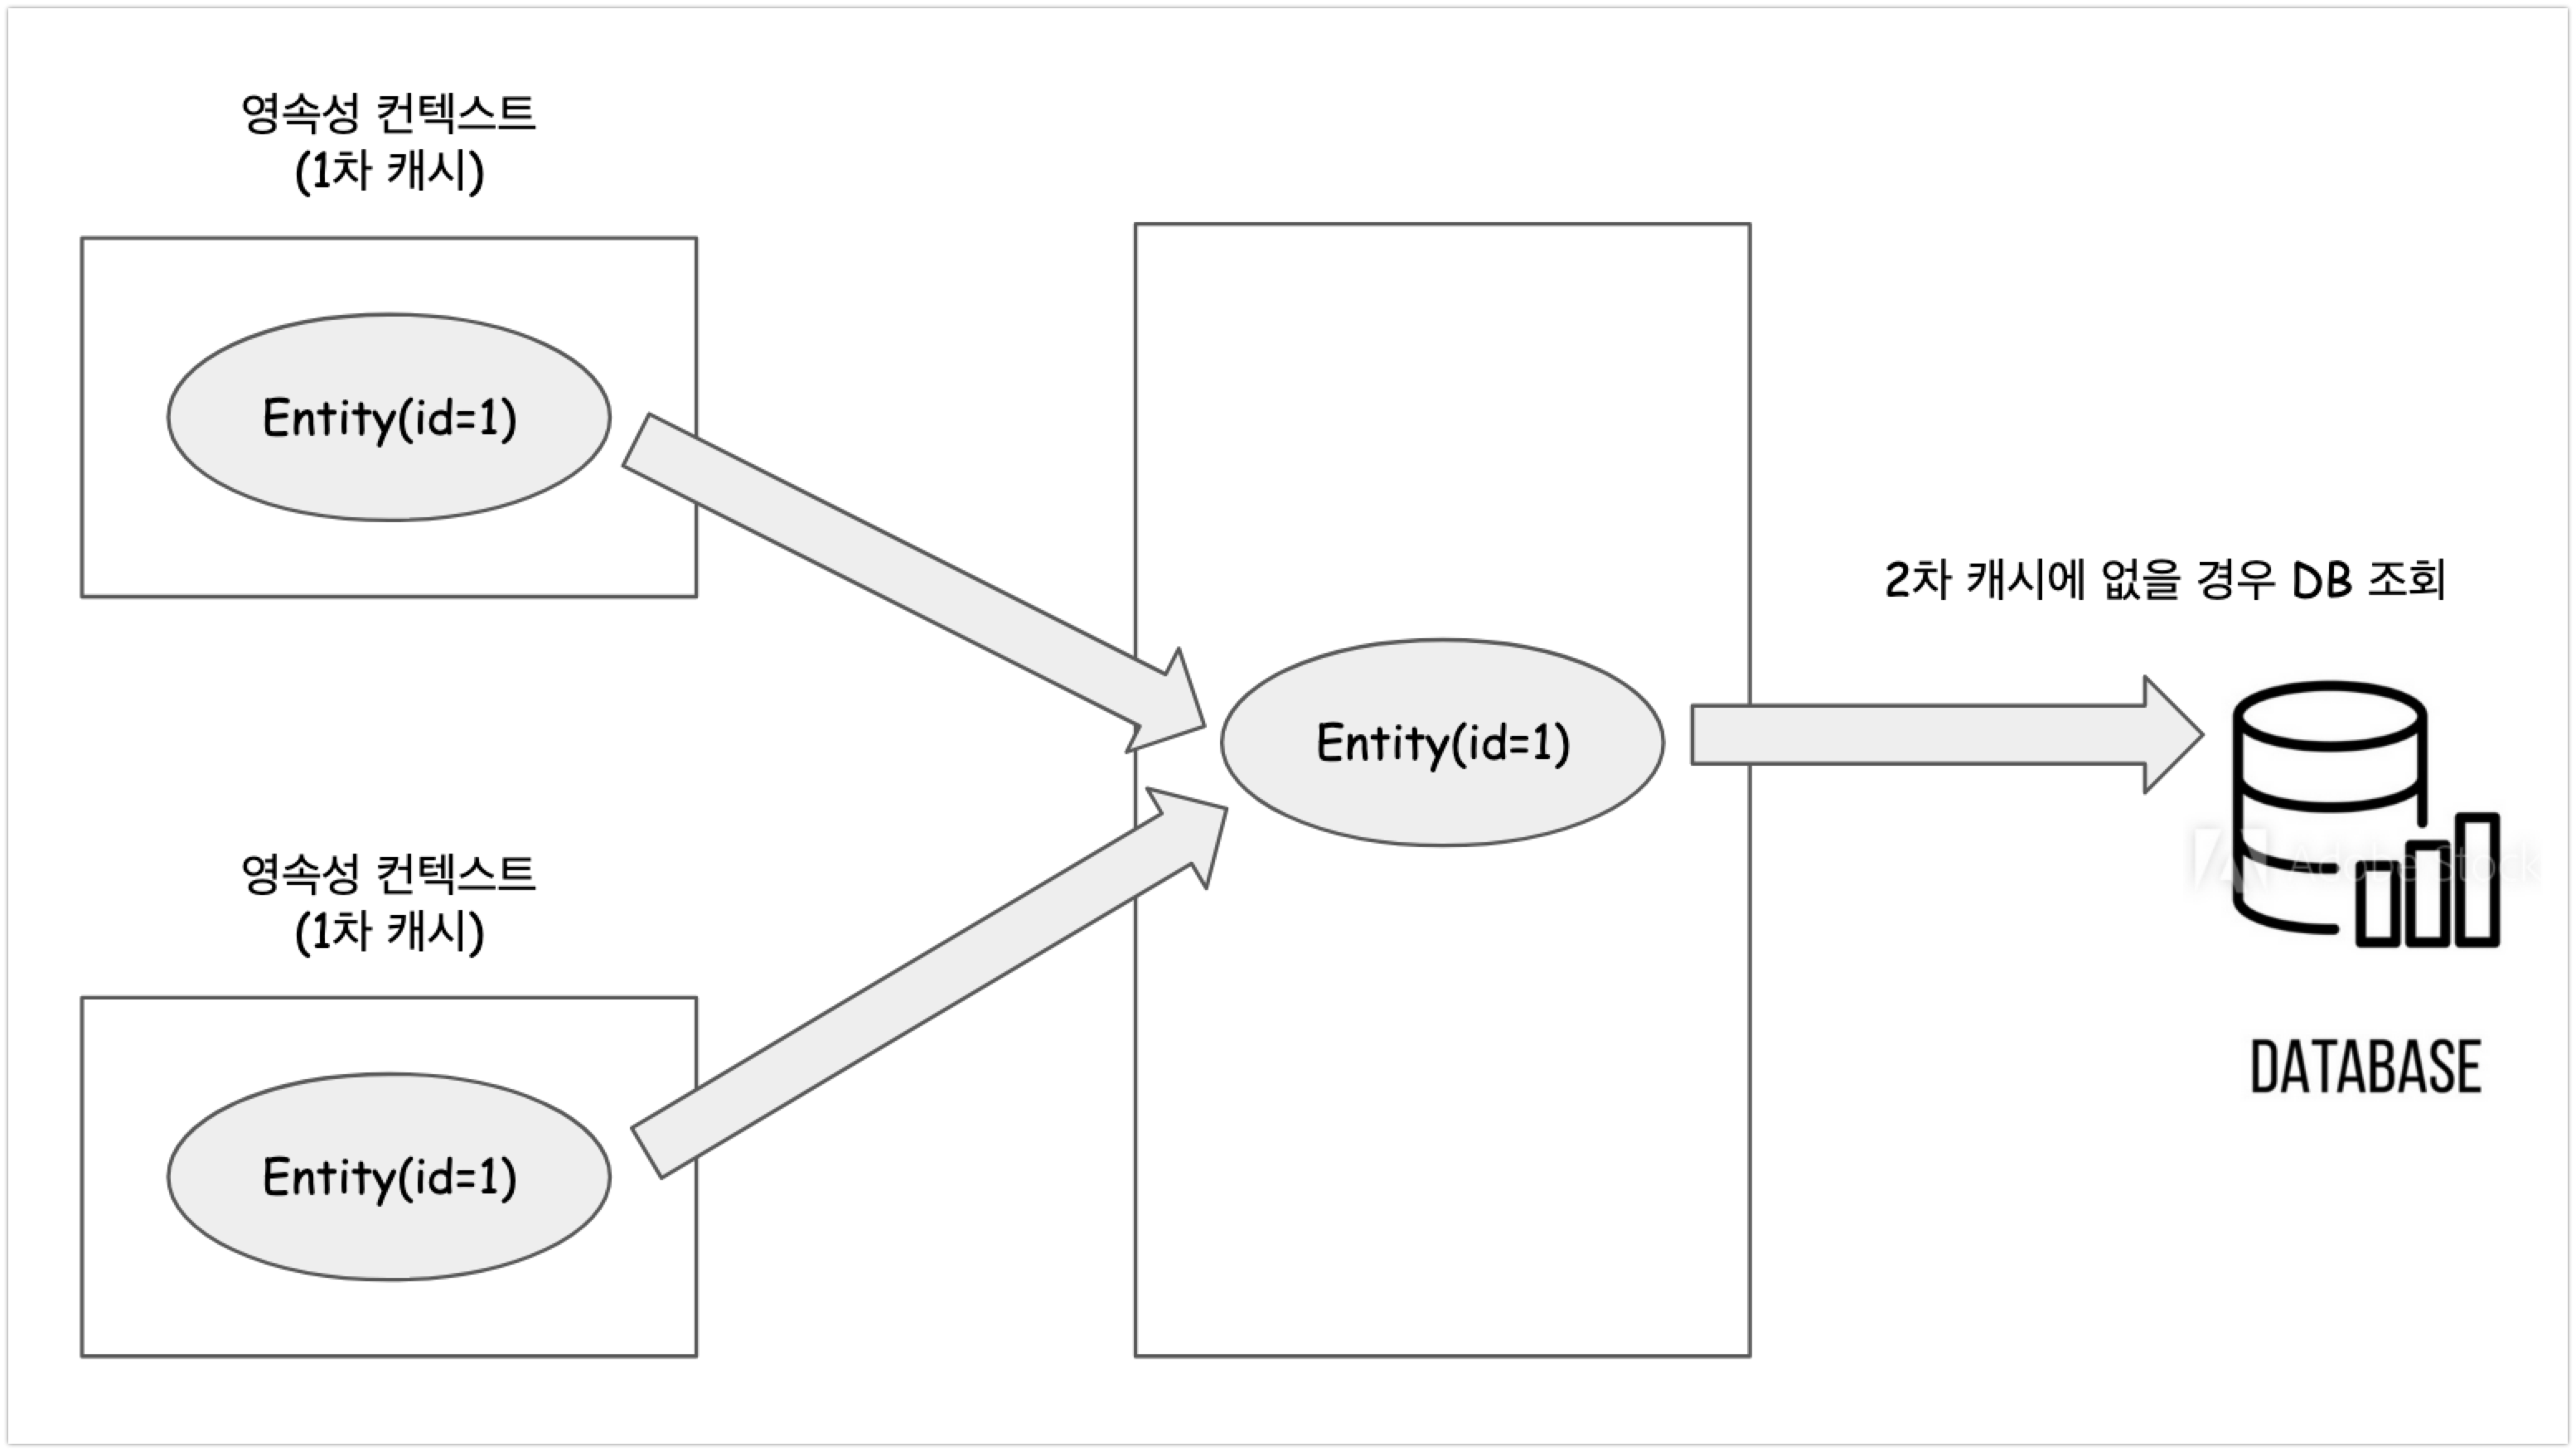 영속성 컨텍스트
(1차 캐시)
Entity(id=1)
영속성 컨텍스트
(1차 캐시)
Entity(id=1)
Entity(id=1)
2차 캐시에 없을 경우 DB 조회
Adobe Stock
DATABASE